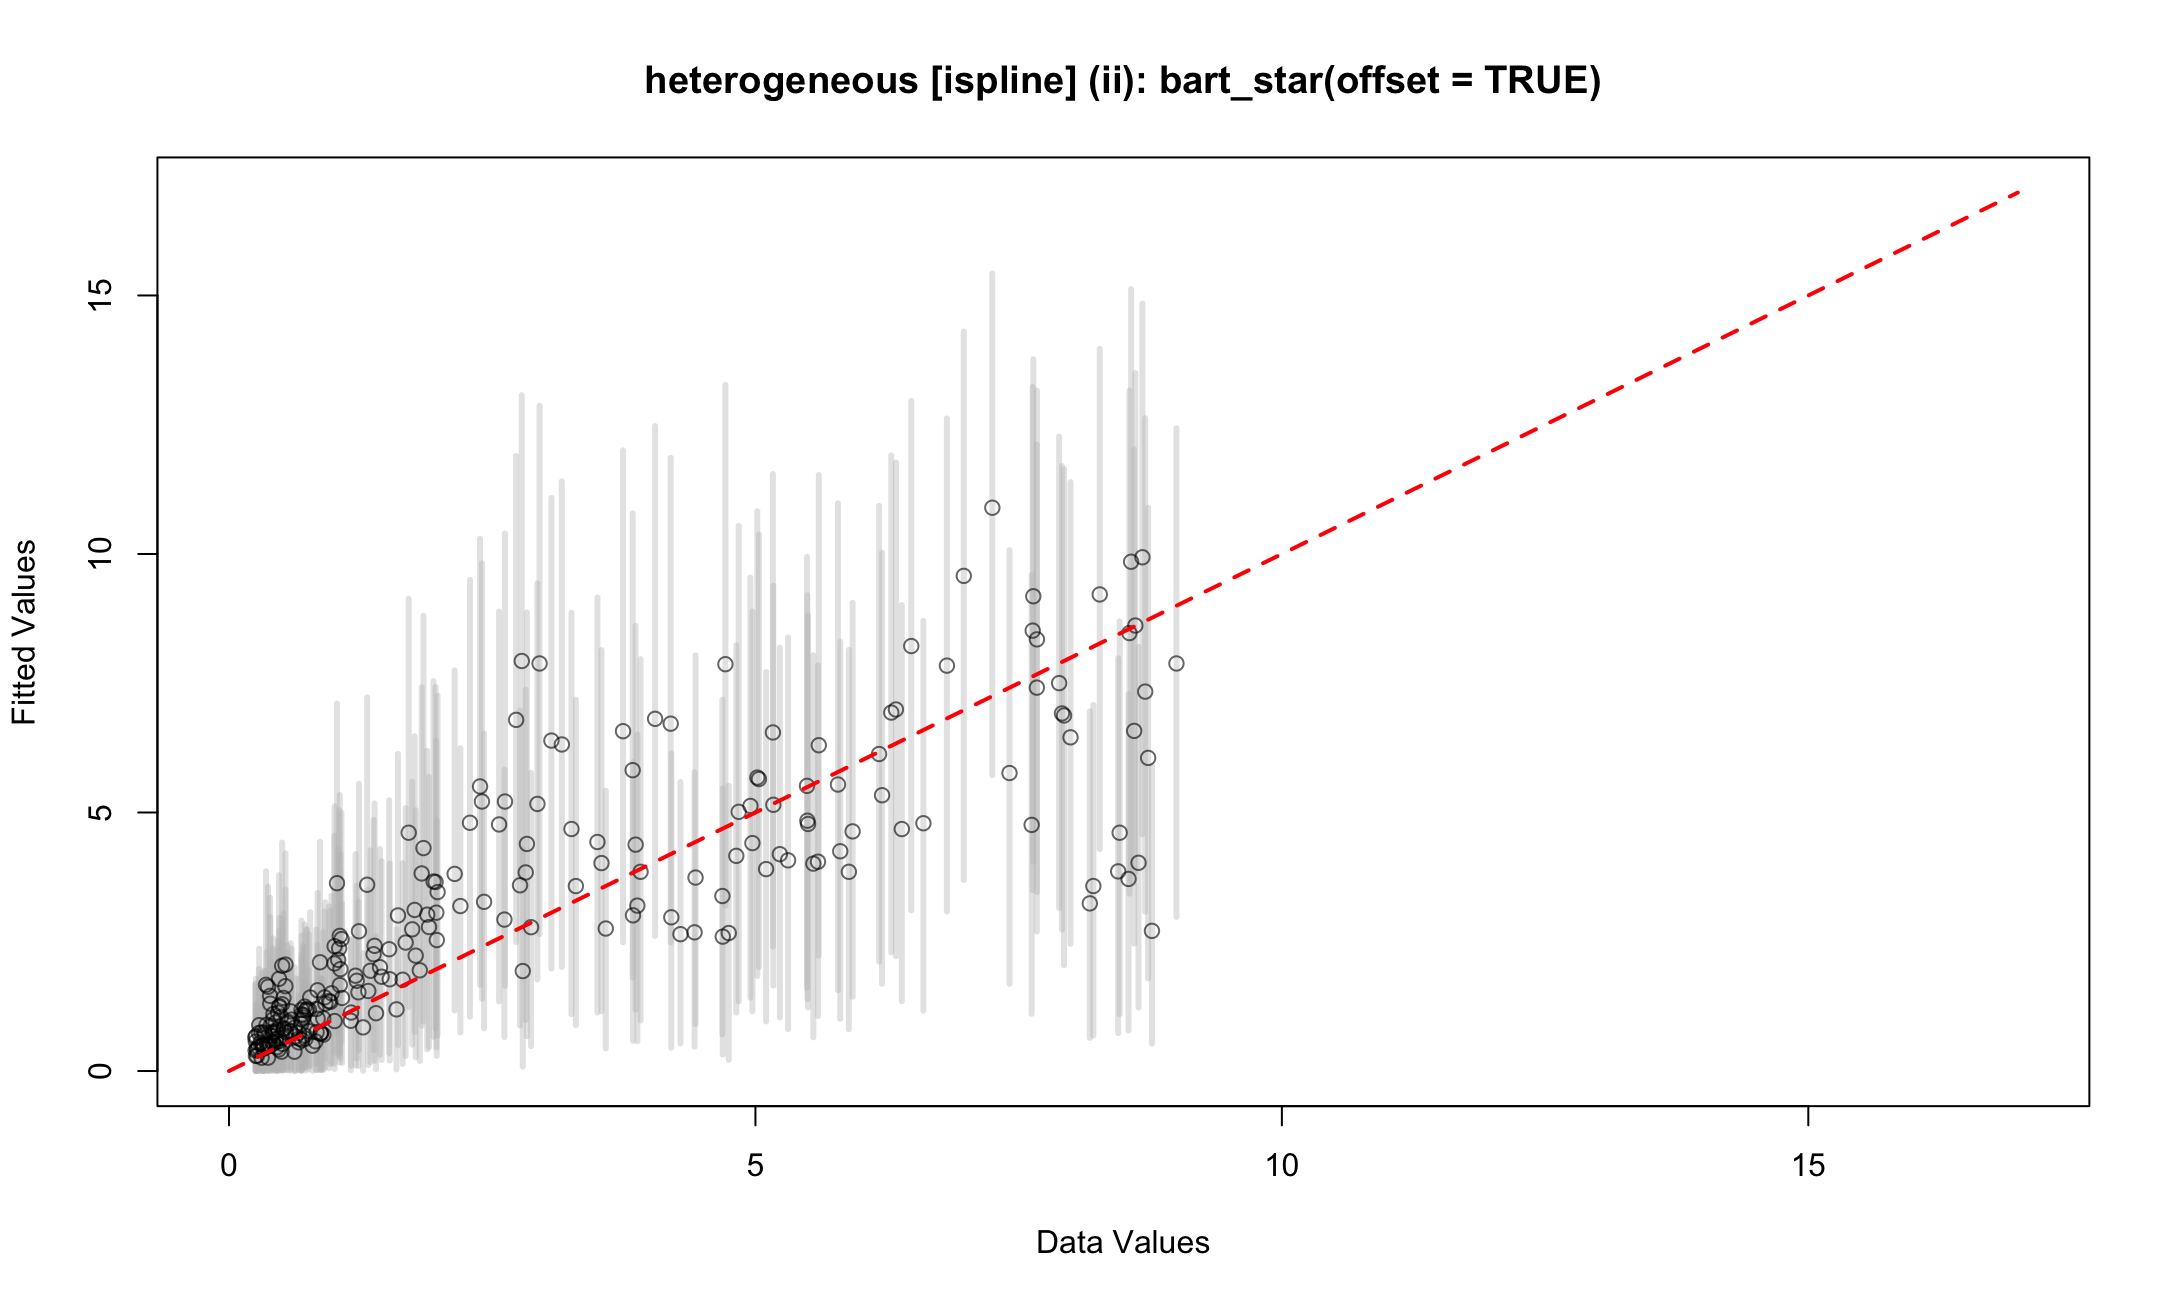 heterogeneous [ispline] (ii): bart_star(offset = TRUE)
Fitted Values
15
10
5
0
0 5 10 15
Data Values